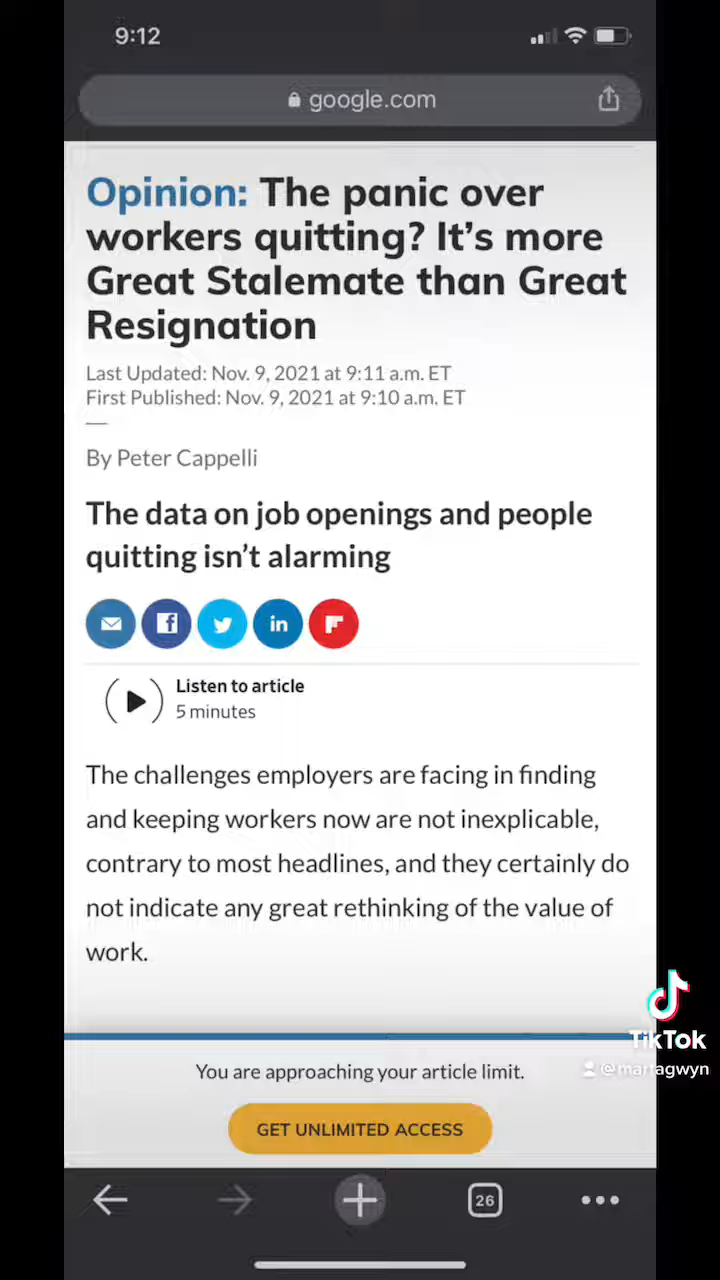 9:12
google.com
Opinion: The panic over
workers quitting? It's more
Great Stalemate than Great
Resignation
Last Updated: Nov. 9, 2021 at 9:11 a.m. ET
First Published: Nov. 9, 2021 at 9:10 a.m. ET
By Peter Cappelli
The data on job openings and people
quitting isn't alarming
Listen to article
5 minutes
The challenges employers are facing in finding
and keeping workers now are not inexplicable,
contrary to most headlines, and they certainly do
not indicate any great rethinking of the value of
work.
TikTok
@martagwyn
You are approaching your article limit.
GET UNLIMITED ACCESS
26